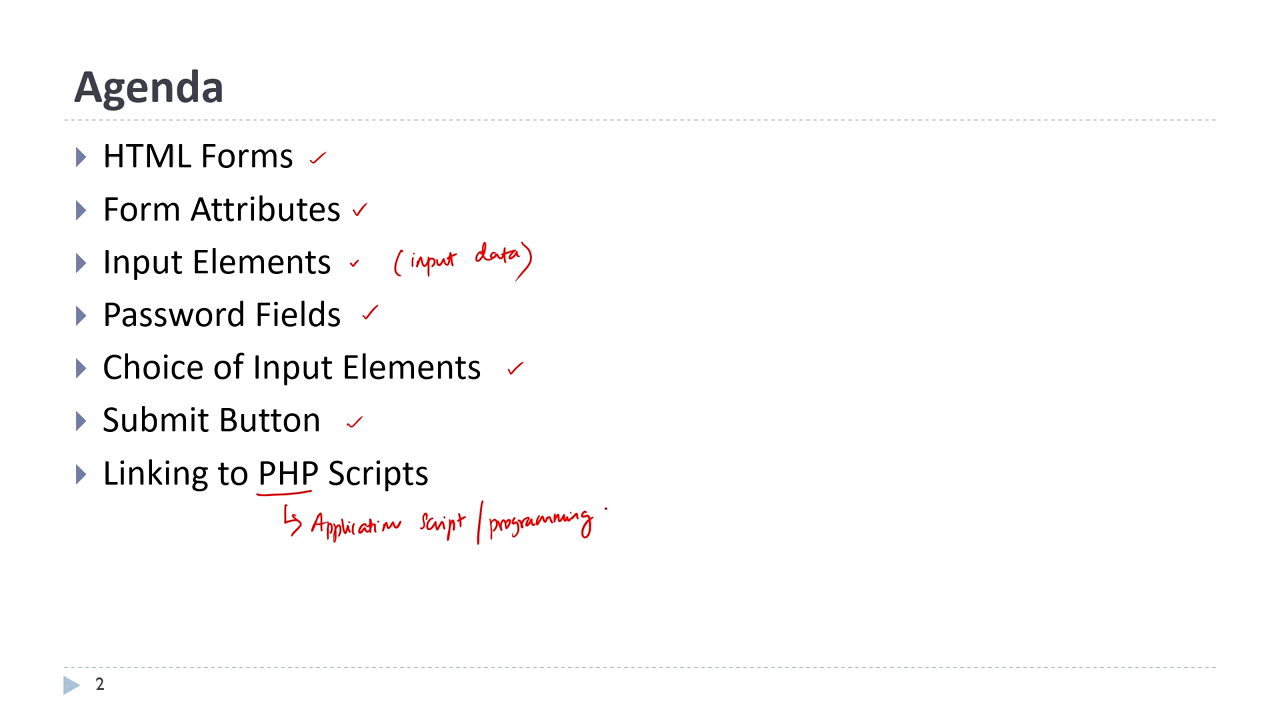 Agenda
HTML Forms
Form Attributes
Input Elements (input data)
Password Fields
Choice of Input Elements
Submit Button
Linking to PHP Scripts
Application script/programming
2